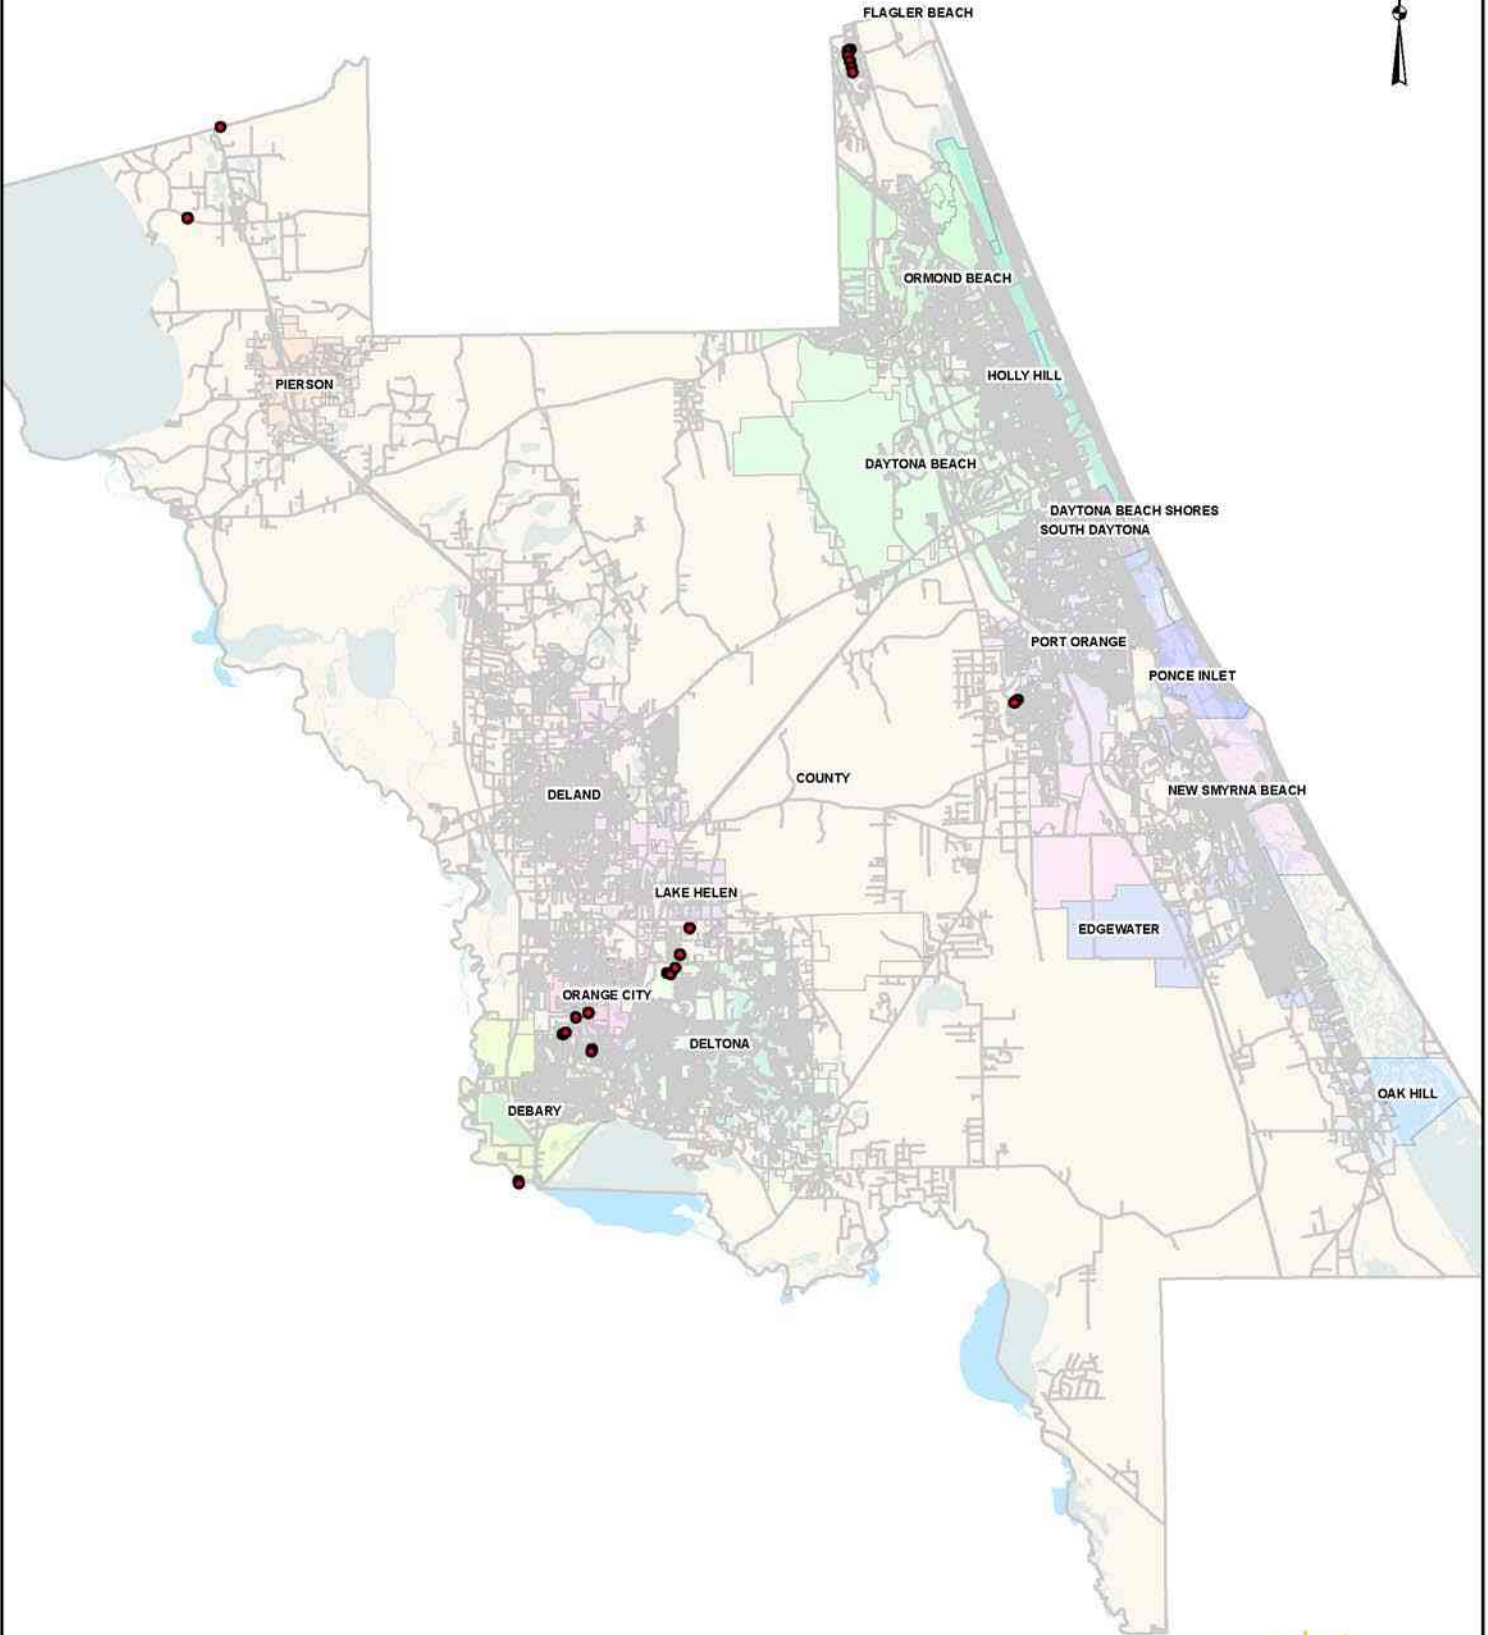 FLAGLER BEACH
ORMOND BEACH
HOLLY HILL
PIERSON
DAYTONA BEACH
DAYTONA BEACH SHORES
SOUTH DAYTONA
PORT ORANGE
PONCE INLET
COUNTY
NEW SMYRNA BEACH
DELAND
LAKE HELEN
EDGEWATER
ORANGE CITY
DELTONA
OAK HILL
DEBARY